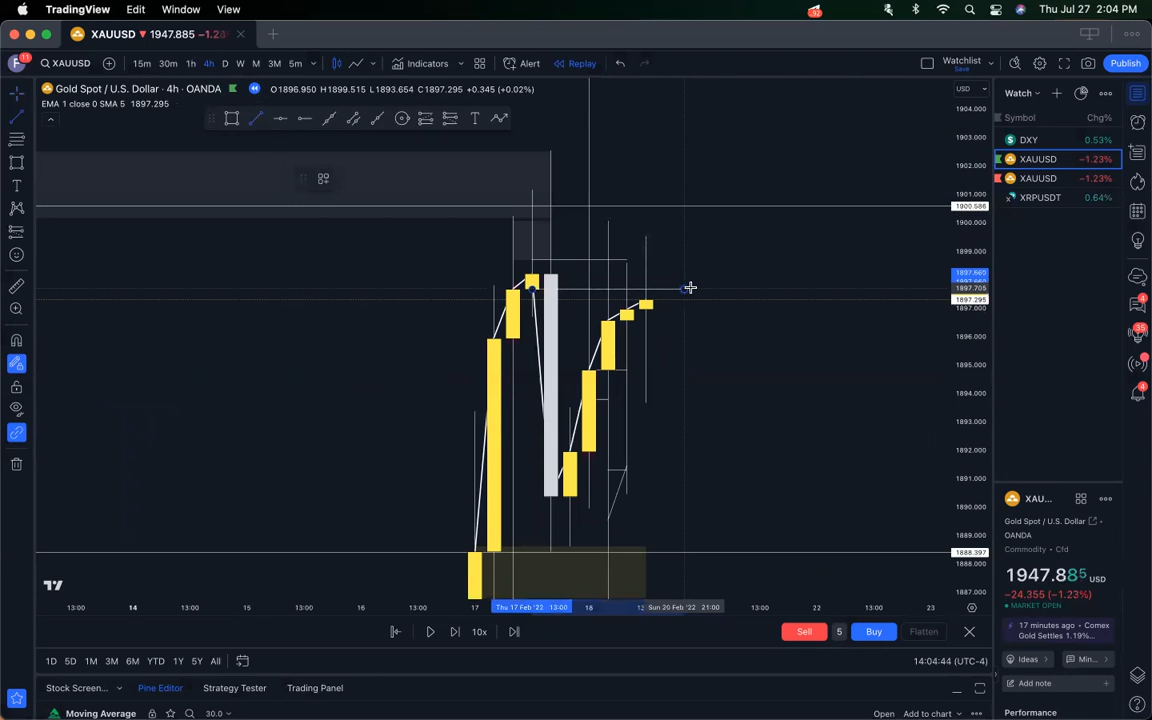 TradingView Edit Window View 92 Thu Jul 27 2:04 PM
XAUUSD 1947.885 −1.23
F 11 XAUUSD 15m 30m 1h 4h D W M 3M 5m Indicators Alert Replay Watchlist Save Publish
Gold Spot / U.S. Dollar · 4h · OANDA O1896.950 H1899.515 L1893.654 C1897.295 +0.345 (+0.02%) USD
EMA 1 close 0 SMA 5 1897.295
Watch
Symbol Chg%
DXY 0.53%
XAUUSD −1.23%
XAUUSD −1.23%
XRPUSDT 0.64%
1904.000
1903.000
1902.000
1901.000
1900.586
1900.000
1899.000
1897.705
1897.295
1897.000
1896.000
1895.000
1894.000
1893.000
1892.000
1891.000
1890.000
1889.000
1888.397
1888.000
1887.000
35
4
4
XAU...
Gold Spot / U.S. Dollar
OANDA
Commodity · Cfd
1947.885 USD
−24.355 (−1.23%)
MARKET OPEN
17 minutes ago · Comex
Gold Settles 1.19%...
Ideas Min...
Add note
Performance
13:00 14 13:00 15 13:00 16 13:00 17 Thu 17 Feb '22 13:00 18 Sun 20 Feb '22 21:00 13:00 22 13:00 23
10x Sell 5 Buy Flatten
1D 5D 1M 3M 6M YTD 1Y 5Y All 14:04:44 (UTC-4)
Stock Screen... Pine Editor Strategy Tester Trading Panel
Moving Average 30.0 Open Add to chart